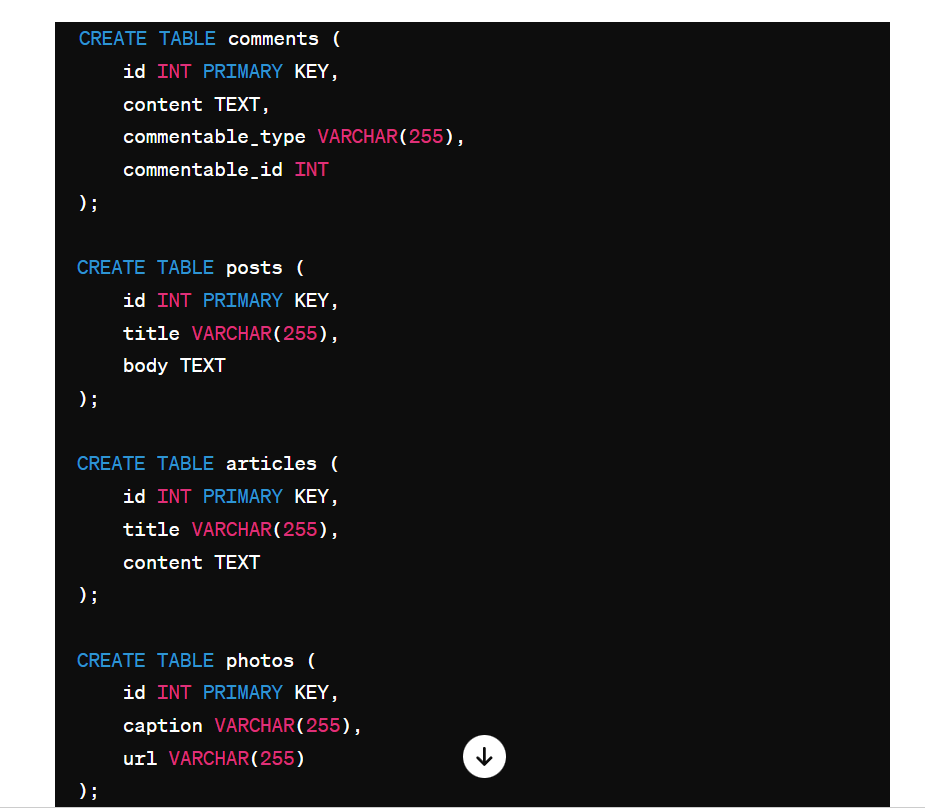 CREATE TABLE comments (
    id INT PRIMARY KEY,
    content TEXT,
    commentable_type VARCHAR(255),
    commentable_id INT
);

CREATE TABLE posts (
    id INT PRIMARY KEY,
    title VARCHAR(255),
    body TEXT
);

CREATE TABLE articles (
    id INT PRIMARY KEY,
    title VARCHAR(255),
    content TEXT
);

CREATE TABLE photos (
    id INT PRIMARY KEY,
    caption VARCHAR(255),
    url VARCHAR(255)
);